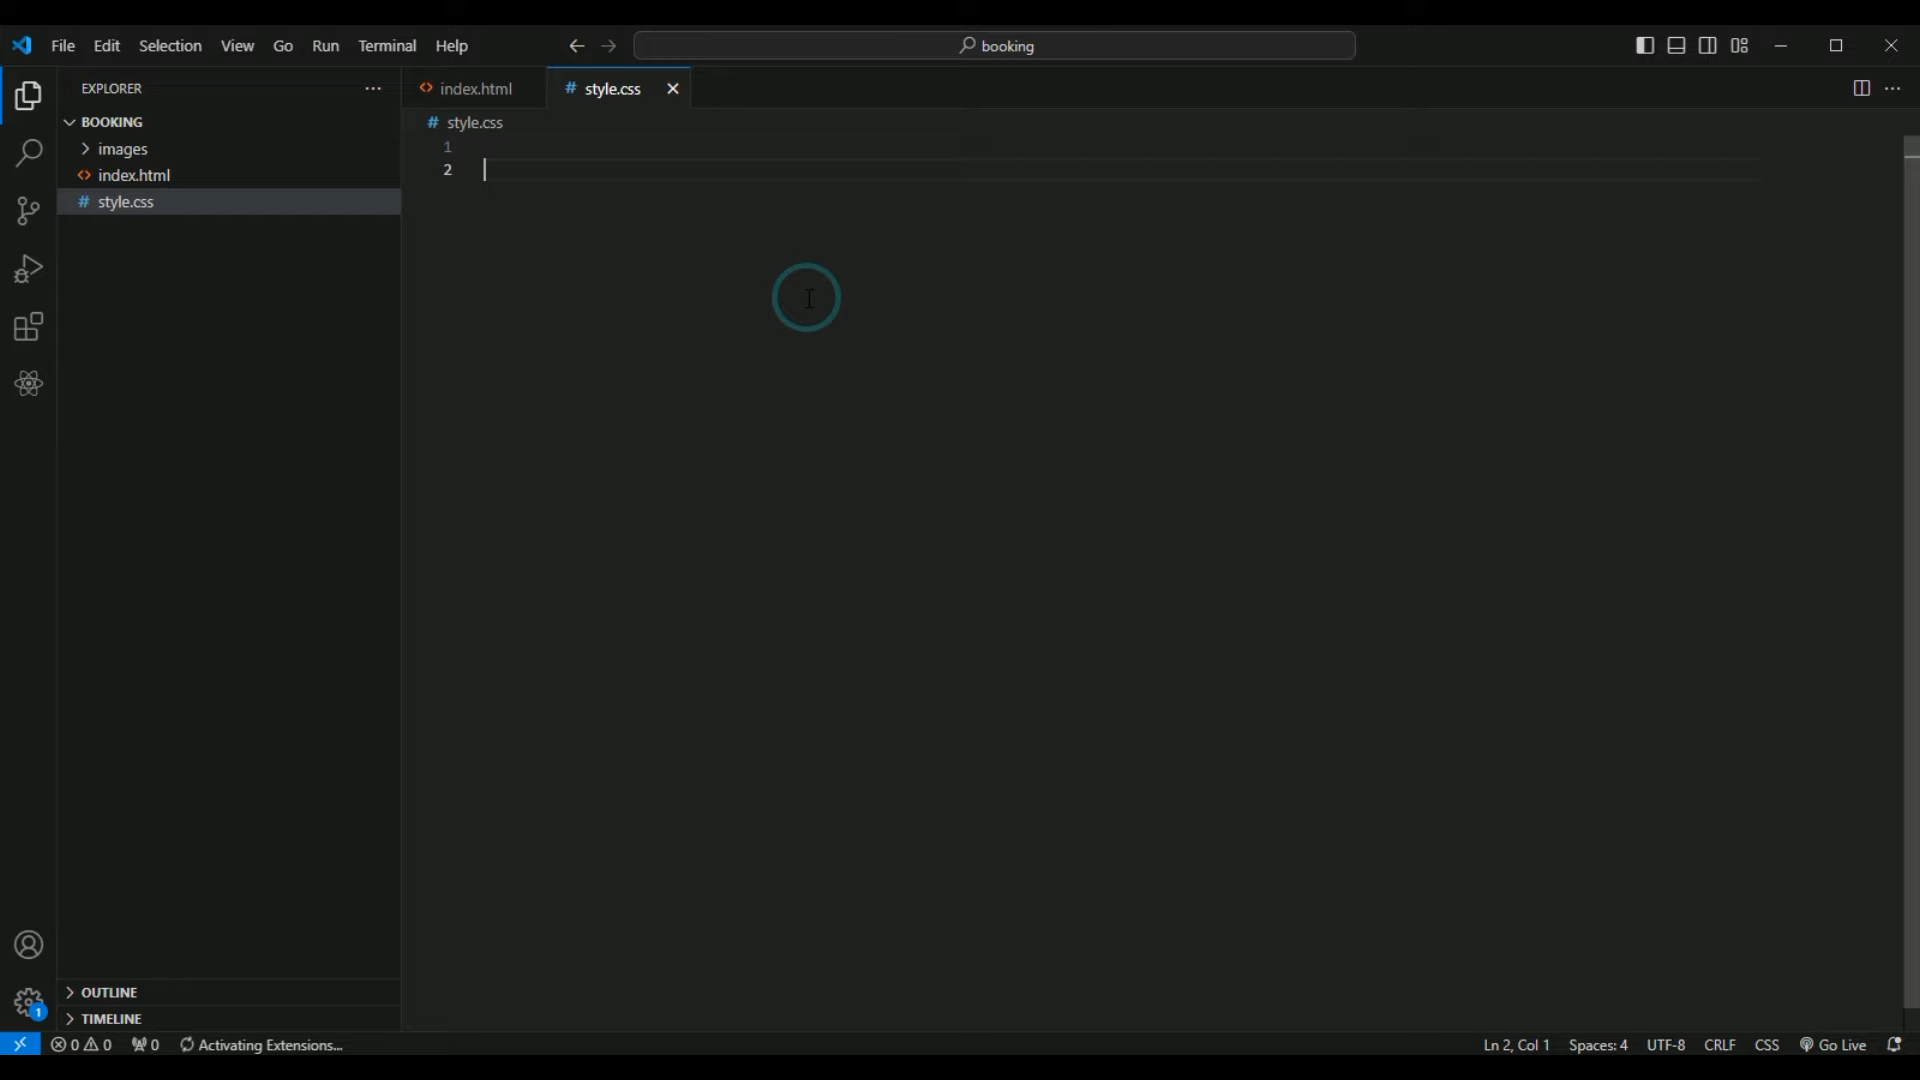 File Edit Selection View Go Run Terminal Help
booking
EXPLORER
index.html
style.css
BOOKING
style.css
images
1
index.html
2
style.css
OUTLINE
1
TIMELINE
0 0 0 Activating Extensions...
Ln 2, Col 1 Spaces: 4 UTF-8 CRLF CSS Go Live